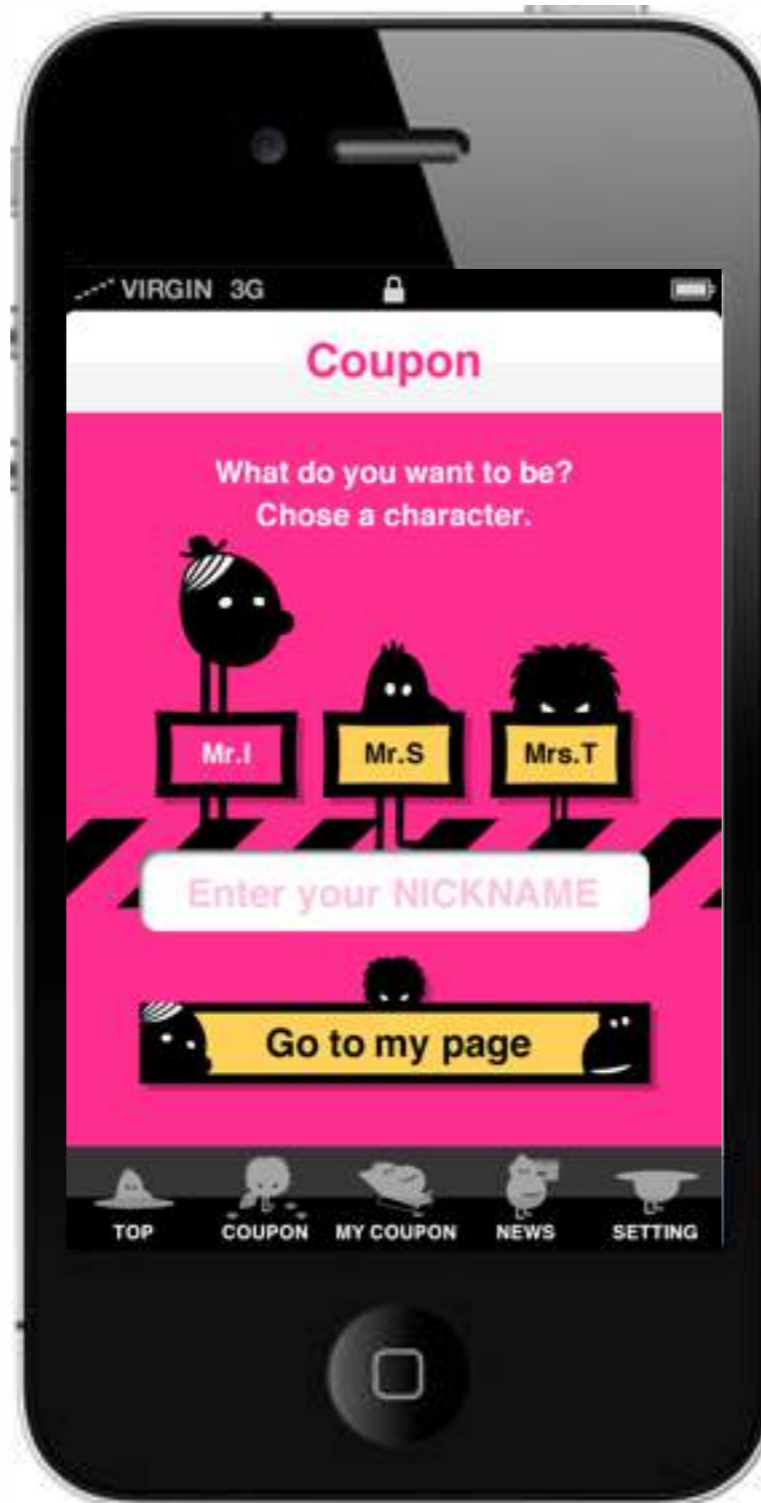 VIRGIN 3G
Coupon
What do you want to be?
Chose a character.
Mr.I Mr.S Mrs.T
Enter your NICKNAME
Go to my page
TOP COUPON MY COUPON NEWS SETTING